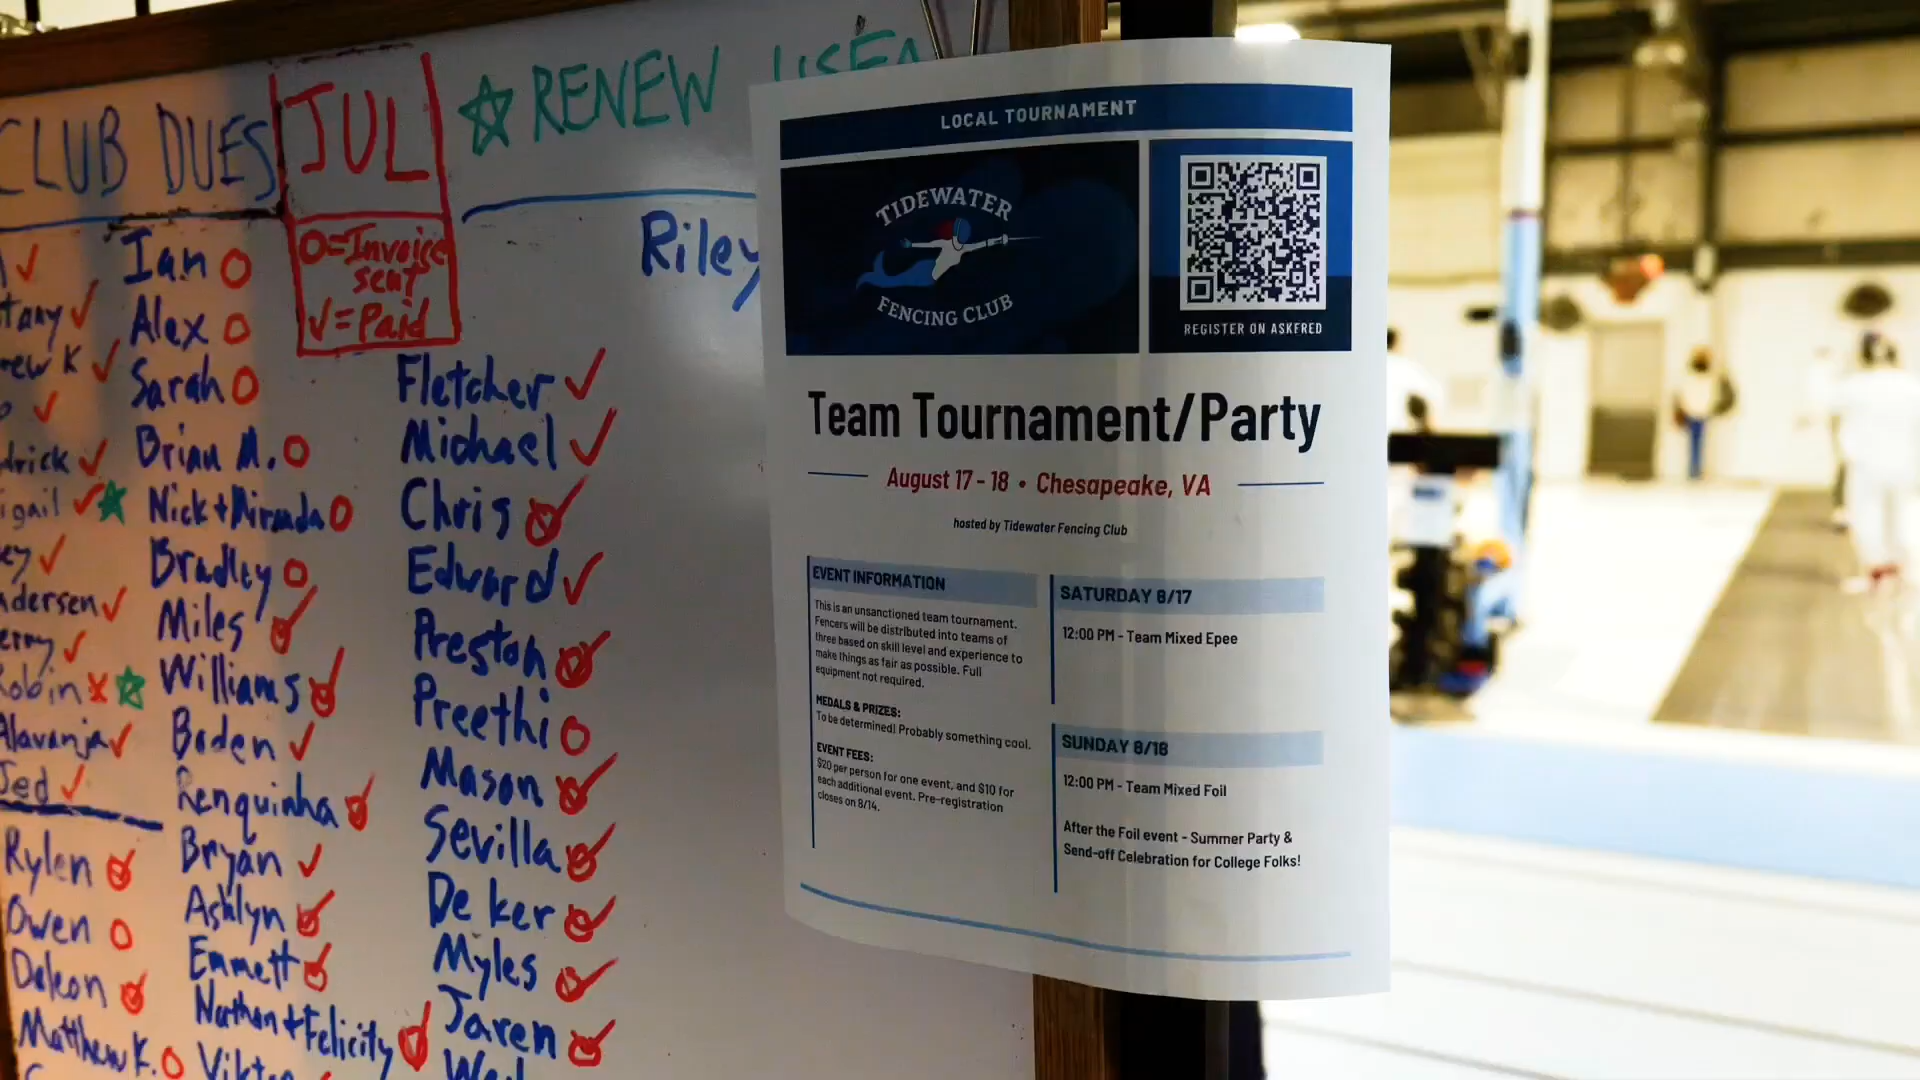 CLUB DUES
JUL
O=Invoice
sent
✓=Paid
☆ RENEW
✓
✓
✓
✓
✓
✓
✓
✓
✓
Robin x
Alavanja ✓
Jed ✓
Rylen ✓
Owen O
Deleon ✓
Matthew K. O
Ian O
Alex O
Sarah O
Brian M. O
Nick + Miranda O
Bradley O
Miles ✓
Williams ✓
Boden ✓
Renquinha ✓
Bryan ✓
Ashlyn ✓
Emmett ✓
Nathan + Felicity ✓
Fletcher ✓
Michael ✓
Chris ✓
Edward ✓
Preston ✓
Preethi O
Mason ✓
Sevilla ✓
Deker ✓
Myles ✓
Jaren ✓
Riley
LOCAL TOURNAMENT
TIDEWATER
FENCING CLUB
REGISTER ON ASKFRED
Team Tournament/Party
August 17 - 18 • Chesapeake, VA
hosted by Tidewater Fencing Club
EVENT INFORMATION
This is an unsanctioned team tournament.
Fencers will be distributed into teams of
three based on skill level and experience to
make things as fair as possible. Full
equipment not required.
MEDALS & PRIZES:
To be determined! Probably something cool.
EVENT FEES:
$20 per person for one event, and $10 for
each additional event. Pre-registration
closes on 8/14.
SATURDAY 8/17
12:00 PM - Team Mixed Epee
SUNDAY 8/18
12:00 PM - Team Mixed Foil
After the Foil event - Summer Party &
Send-off Celebration for College Folks!